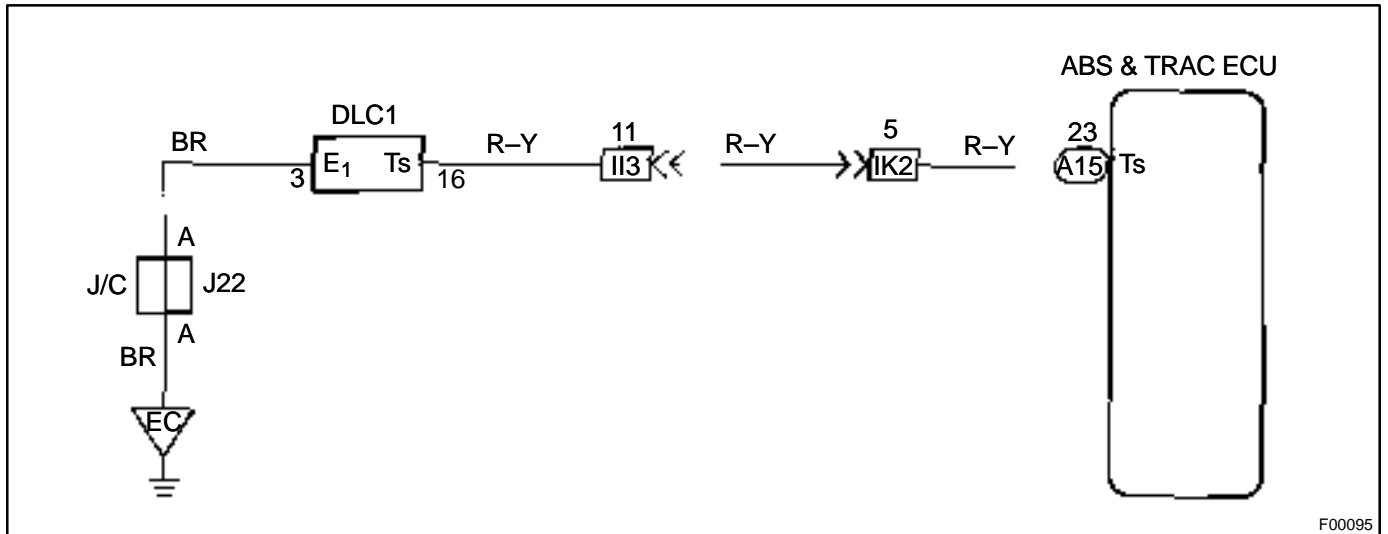 ABS & TRAC ECU
DLC1
BR
E1 Ts
3
16
R–Y
11
II3
R–Y
5
IK2
R–Y
23
A15
Ts
A
J/C
J22
A
BR
EC
F00095